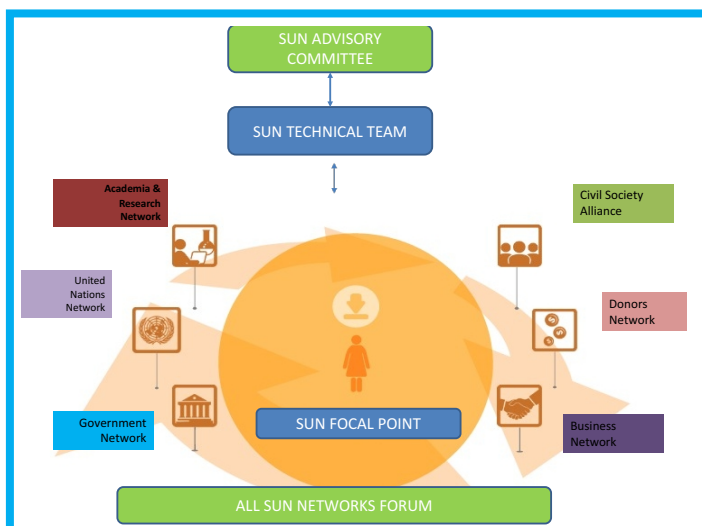 SUN ADVISORY
COMMITTEE
SUN TECHNICAL TEAM
Academia &
Research
Network
Civil Society
Alliance
United
Nations
Network
Donors
Network
Government
Network
SUN FOCAL POINT
Business
Network
ALL SUN NETWORKS FORUM